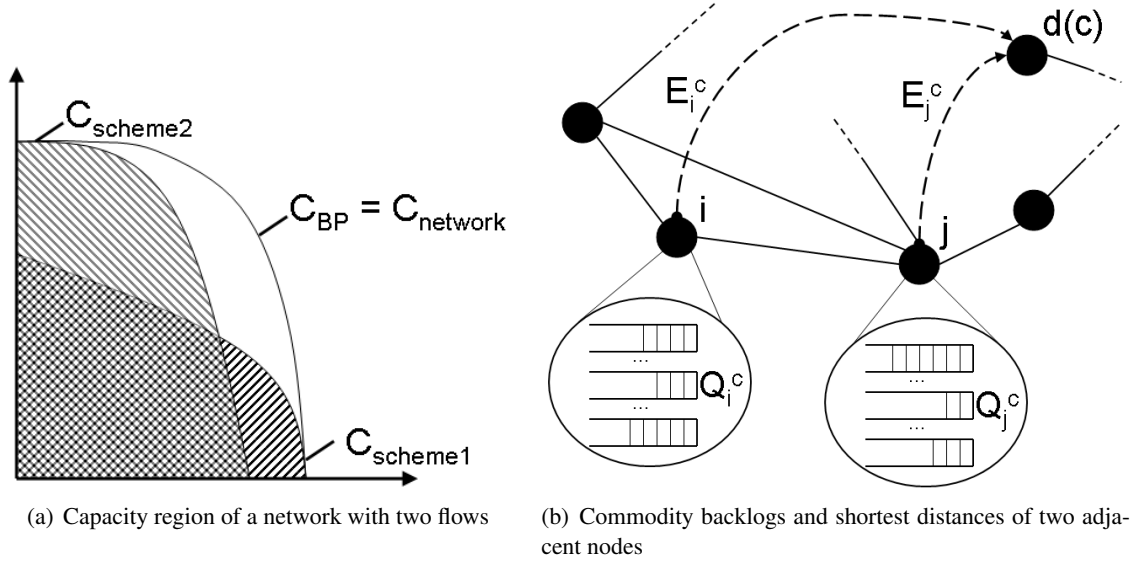 C_scheme2
C_BP = C_network
C_scheme1
(a) Capacity region of a network with two flows
d(c)
E_i^c
E_j^c
i
j
...
Q_i^c
...
...
Q_j^c
...
(b) Commodity backlogs and shortest distances of two adja-
cent nodes